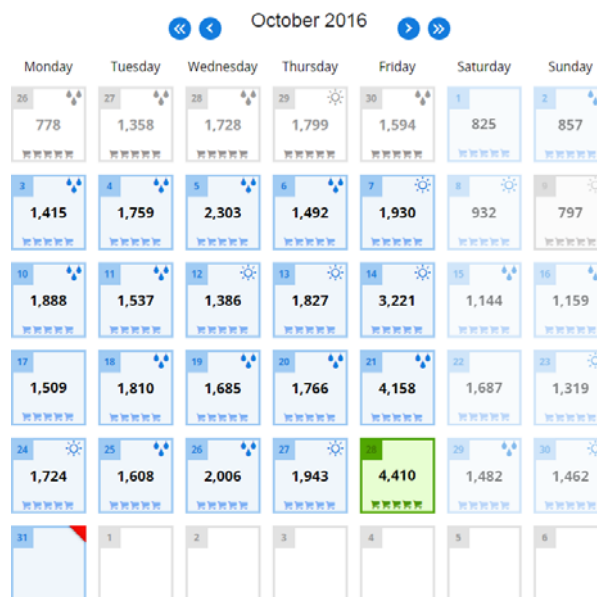 October 2016
Monday Tuesday Wednesday Thursday Friday Saturday Sunday
26 27 28 29 30 1 2
778 1,358 1,728 1,799 1,594 825 857
3 4 5 6 7 8 9
1,415 1,759 2,303 1,492 1,930 932 797
10 11 12 13 14 15 16
1,888 1,537 1,386 1,827 3,221 1,144 1,159
17 18 19 20 21 22 23
1,509 1,810 1,685 1,766 4,158 1,687 1,319
24 25 26 27 28 29 30
1,724 1,608 2,006 1,943 4,410 1,482 1,462
31 1 2 3 4 5 6